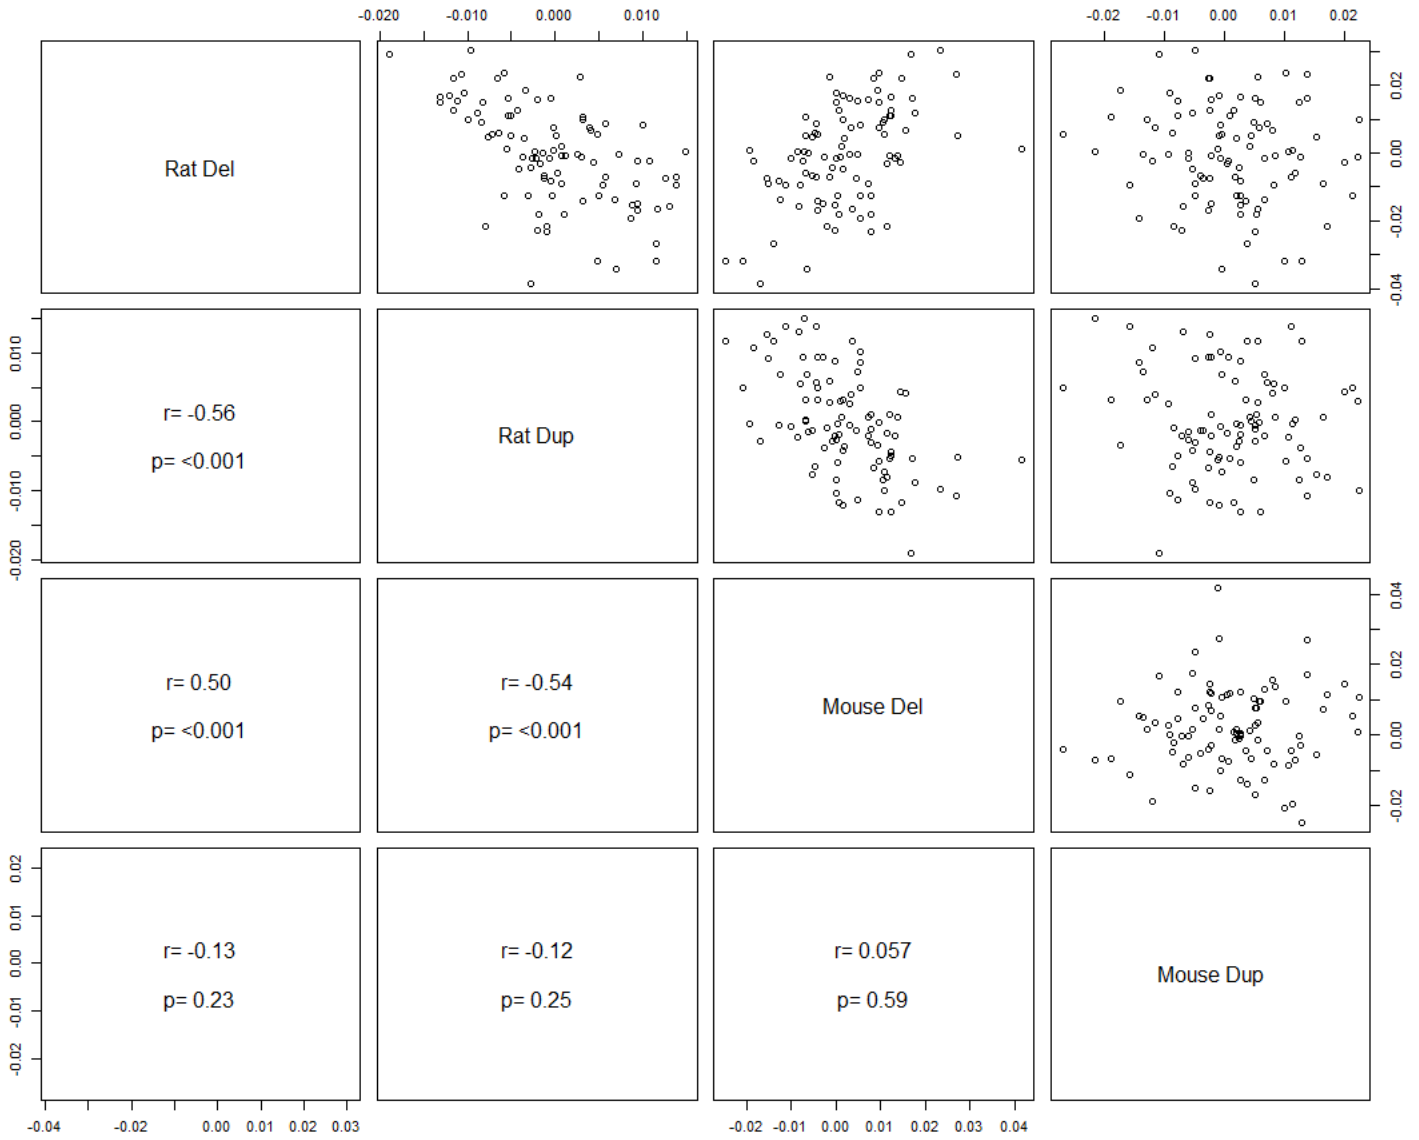 -0.020 -0.010 0.000 0.010
-0.02 -0.01 0.00 0.01 0.02
Rat Del
0.02
0.00
-0.02
-0.04
0.010
0.000
-0.010
-0.020
r= -0.56
p= <0.001
Rat Dup
r= 0.50
p= <0.001
r= -0.54
p= <0.001
Mouse Del
0.04
0.02
0.00
-0.02
0.02
0.01
0.00
-0.01
-0.02
r= -0.13
p= 0.23
r= -0.12
p= 0.25
r= 0.057
p= 0.59
Mouse Dup
-0.04 -0.02 0.00 0.01 0.02 0.03
-0.02 -0.01 0.00 0.01 0.02 0.03 0.04